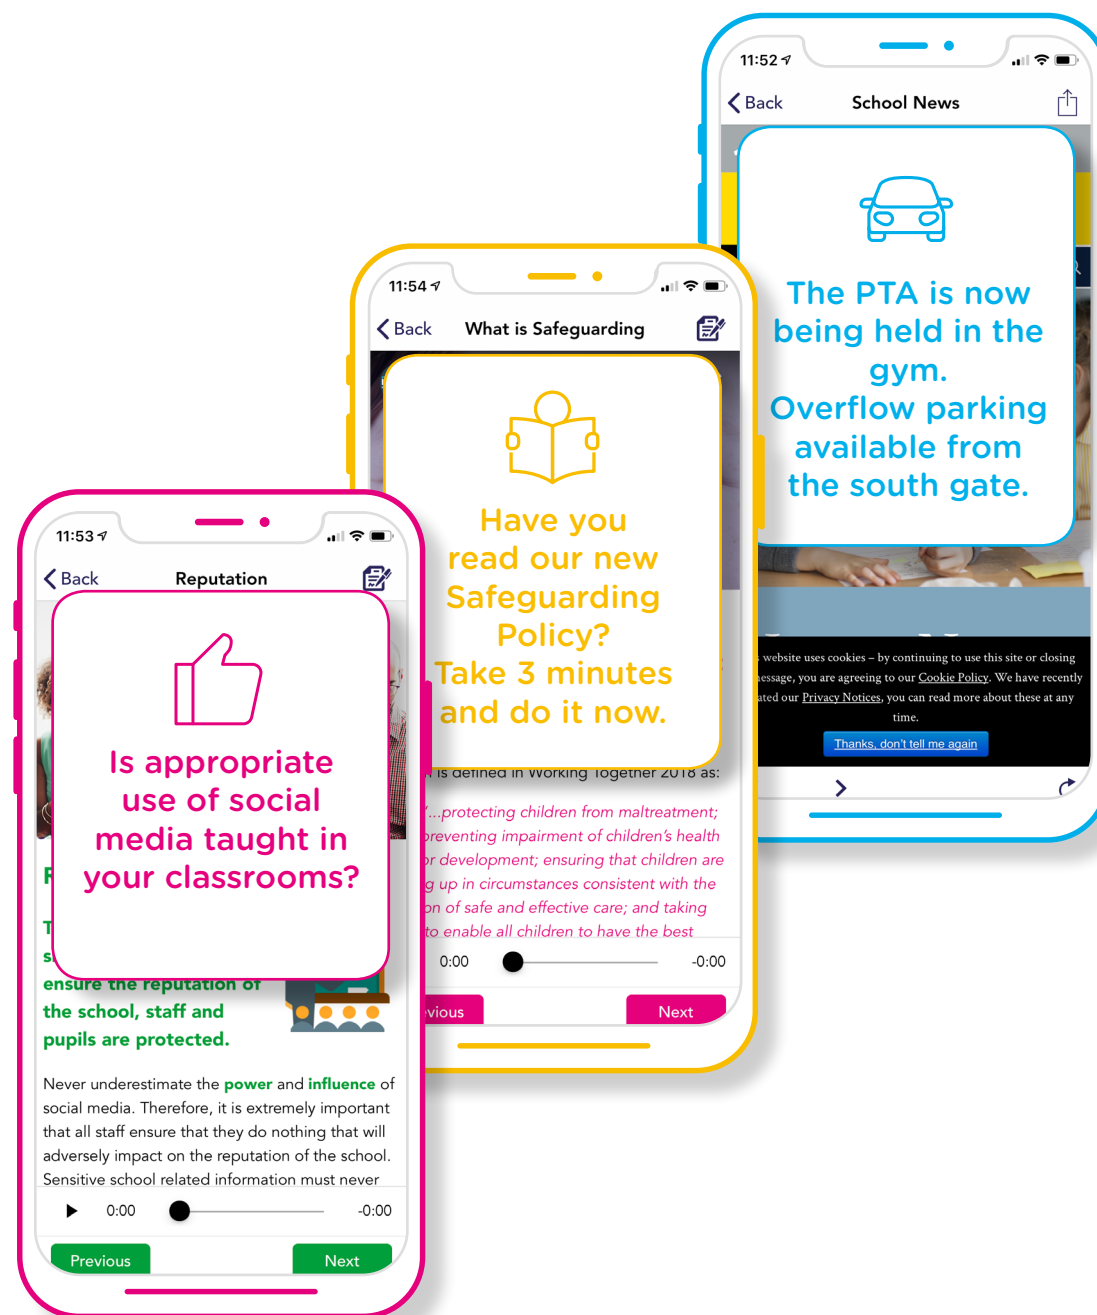 11:52
Back
School News
The PTA is now
being held in the
gym.
Overflow parking
available from
the south gate.
website uses cookies – by continuing to use this site or closing
message, you are agreeing to our Cookie Policy. We have recently
our Privacy Notices, you can read more about these at any
time.
Thanks, don't tell me again
11:54
Back
What is Safeguarding
Have you
read our new
Safeguarding
Policy?
Take 3 minutes
and do it now.
is defined in Working Together 2018 as:
"...protecting children from maltreatment;
preventing impairment of children's health
or development; ensuring that children are
up in circumstances consistent with the
of safe and effective care; and taking
to enable all children to have the best
0:00
-0:00
Next
11:53
Back
Reputation
Is appropriate
use of social
media taught in
your classrooms?
ensure the reputation of
the school, staff and
pupils are protected.
Never underestimate the power and influence of
social media. Therefore, it is extremely important
that all staff ensure that they do nothing that will
adversely impact on the reputation of the school.
Sensitive school related information must never
0:00
-0:00
Previous
Next